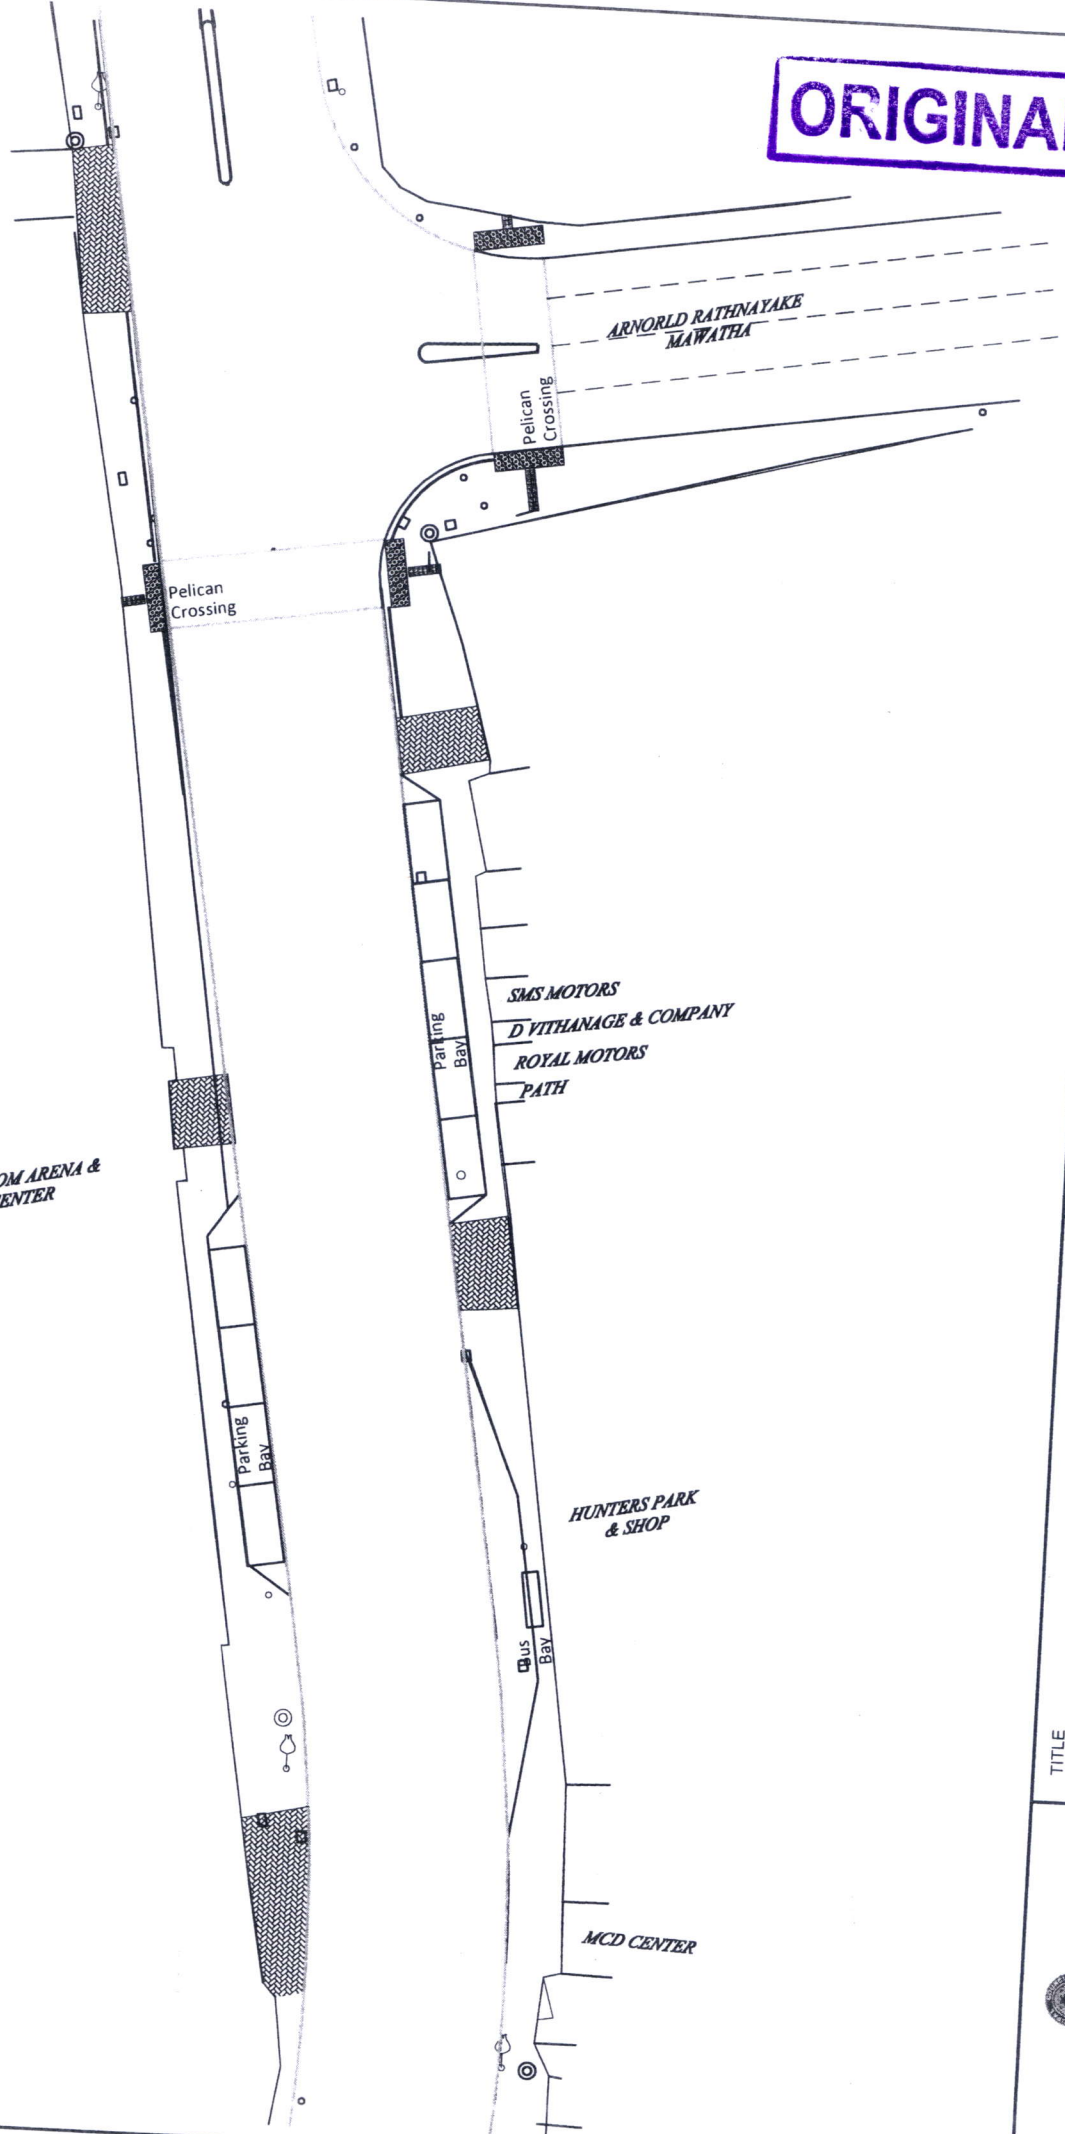 ORIGINA
ARNORLD RATHNAYAKE
MAWATHA
Pelican
Crossing
Pelican
Crossing
SMS MOTORS
D VITHANAGE & COMPANY
ROYAL MOTORS
PATH
Parking
Bay
OM ARENA &
ENTER
Parking
Bay
HUNTERS PARK
& SHOP
Bus
Bay
TITLE
MCD CENTER